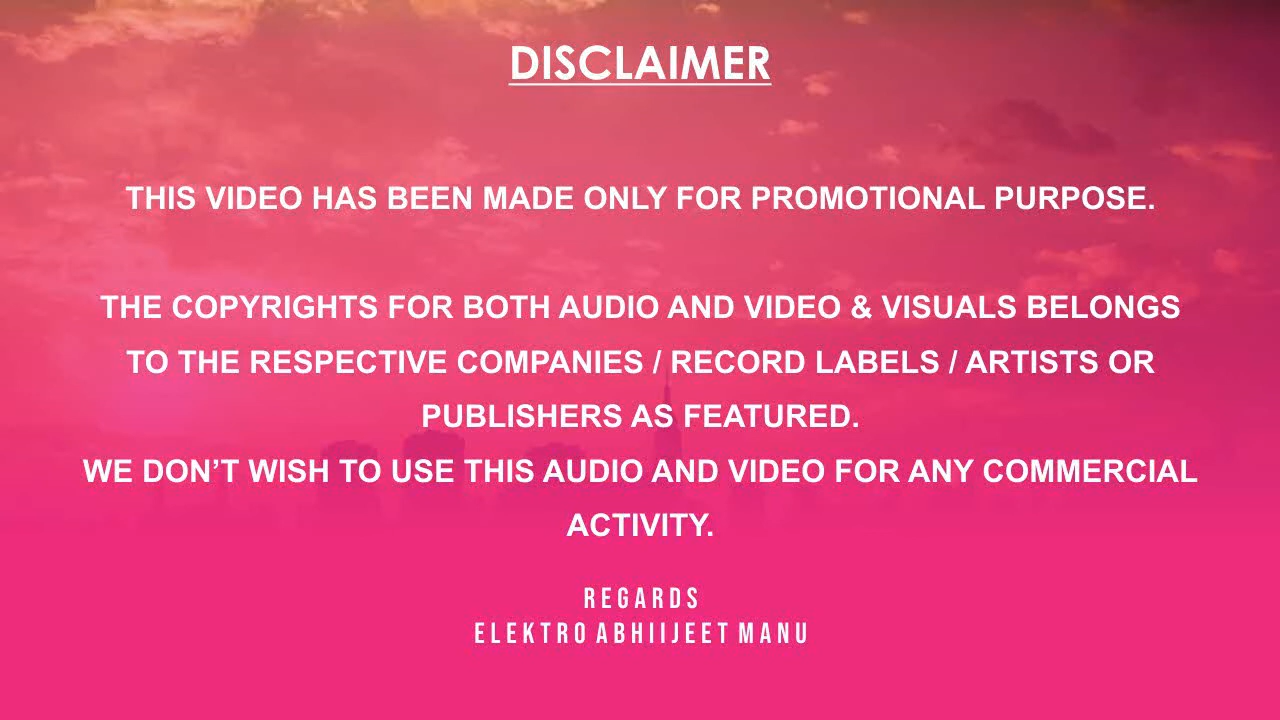 DISCLAIMER
THIS VIDEO HAS BEEN MADE ONLY FOR PROMOTIONAL PURPOSE.
THE COPYRIGHTS FOR BOTH AUDIO AND VIDEO & VISUALS BELONGS
TO THE RESPECTIVE COMPANIES / RECORD LABELS / ARTISTS OR
PUBLISHERS AS FEATURED.
WE DON’T WISH TO USE THIS AUDIO AND VIDEO FOR ANY COMMERCIAL
ACTIVITY.
REGARDS
ELEKTRO ABHIIJEET MANU